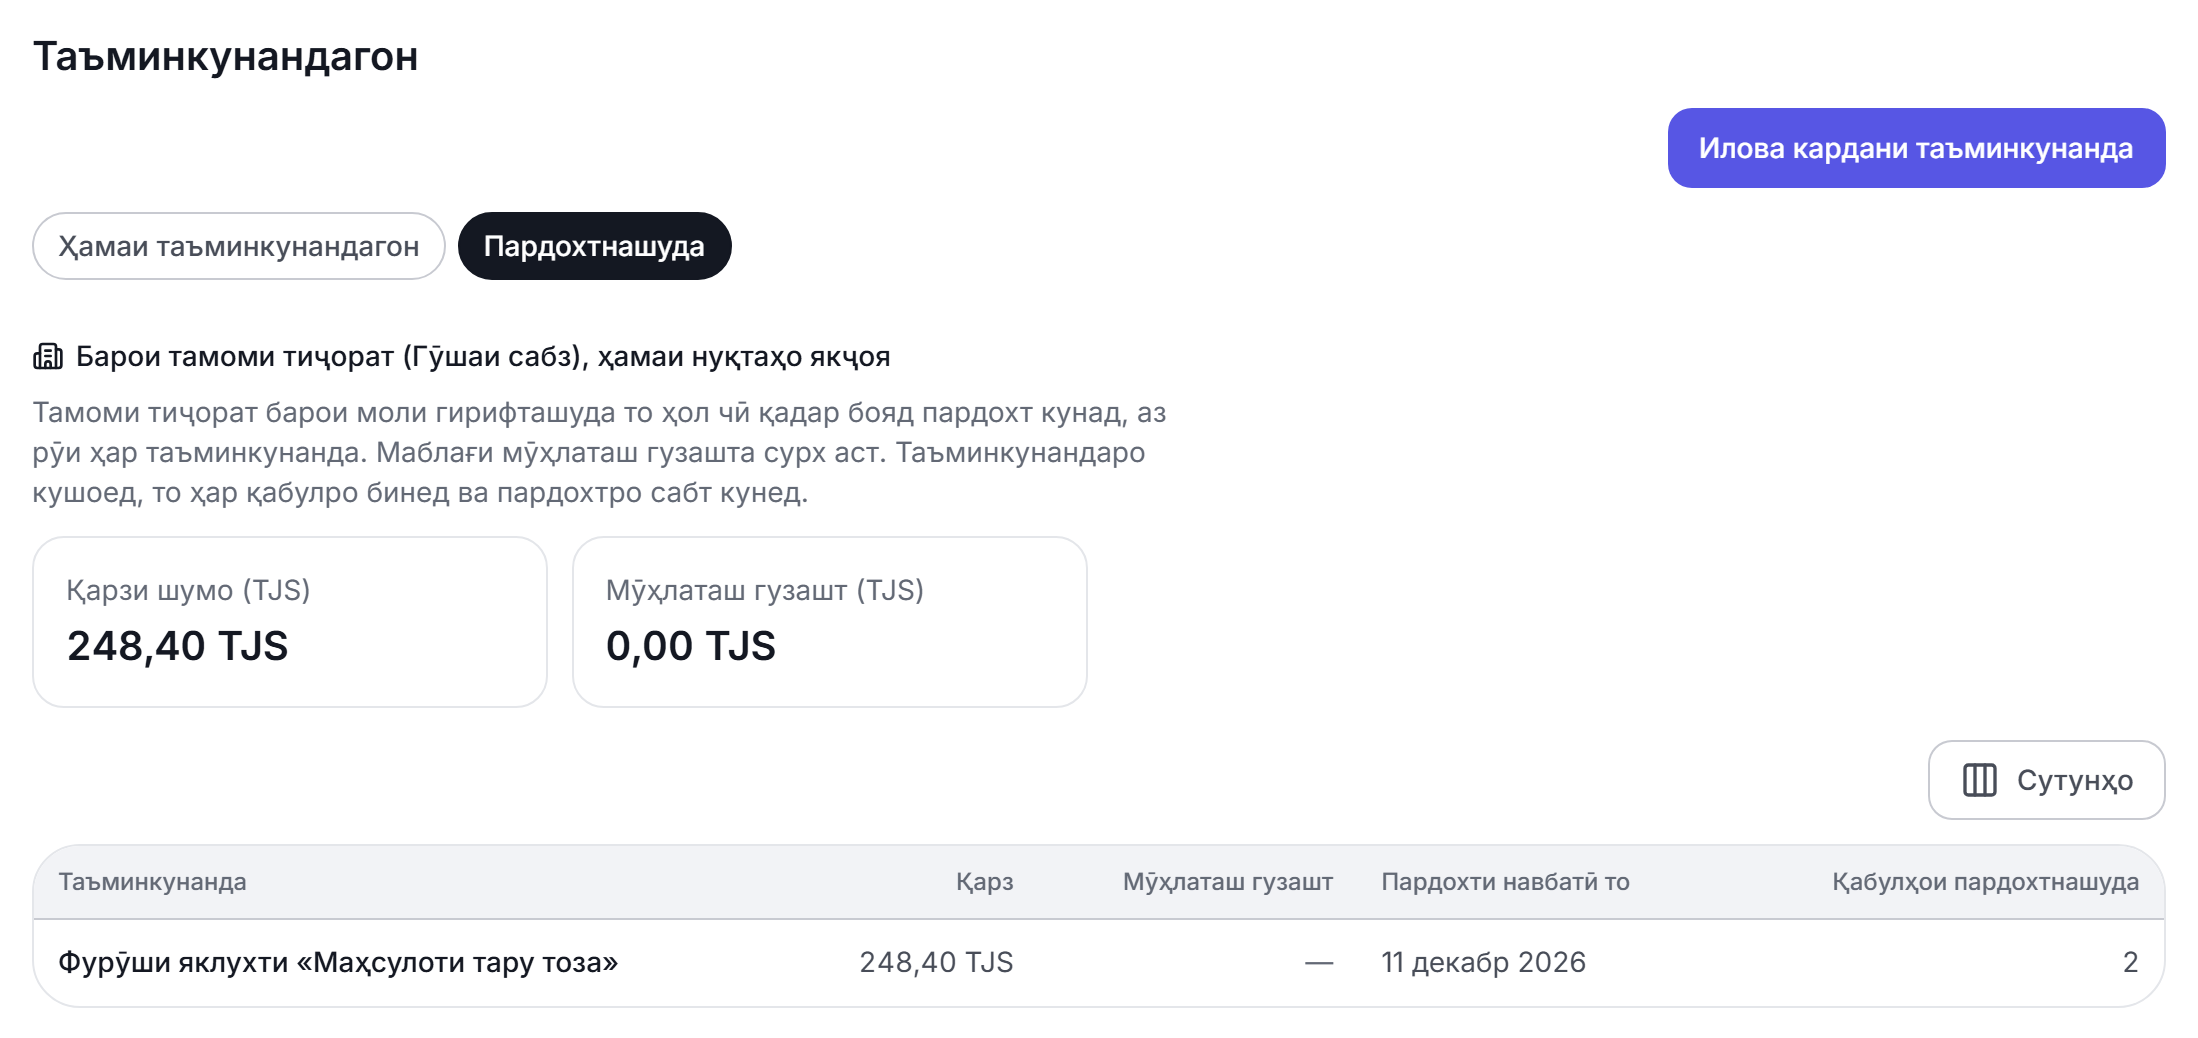 Таъминкунандагон
Илова кардани таъминкунанда
Ҳамаи таъминкунандагон
Пардохтнашуда
Барои тамоми тиҷорат (Гӯшаи сабз), ҳамаи нуқтаҳо якҷоя
Тамоми тиҷорат барои моли гирифташуда то ҳол чӣ қадар бояд пардохт кунад, аз
рӯи ҳар таъминкунанда. Маблағи мӯҳлаташ гузашта сурх аст. Таъминкунандаро
кушоед, то ҳар қабулро бинед ва пардохтро сабт кунед.
Қарзи шумо (TJS)
248,40 TJS
Мӯҳлаташ гузашт (TJS)
0,00 TJS
Сутунҳо
Таъминкунанда Қарз Мӯҳлаташ гузашт Пардохти навбатӣ то Қабулҳои пардохтнашуда
Фурӯши яклухти «Маҳсулоти тару тоза» 248,40 TJS — 11 декабр 2026 2